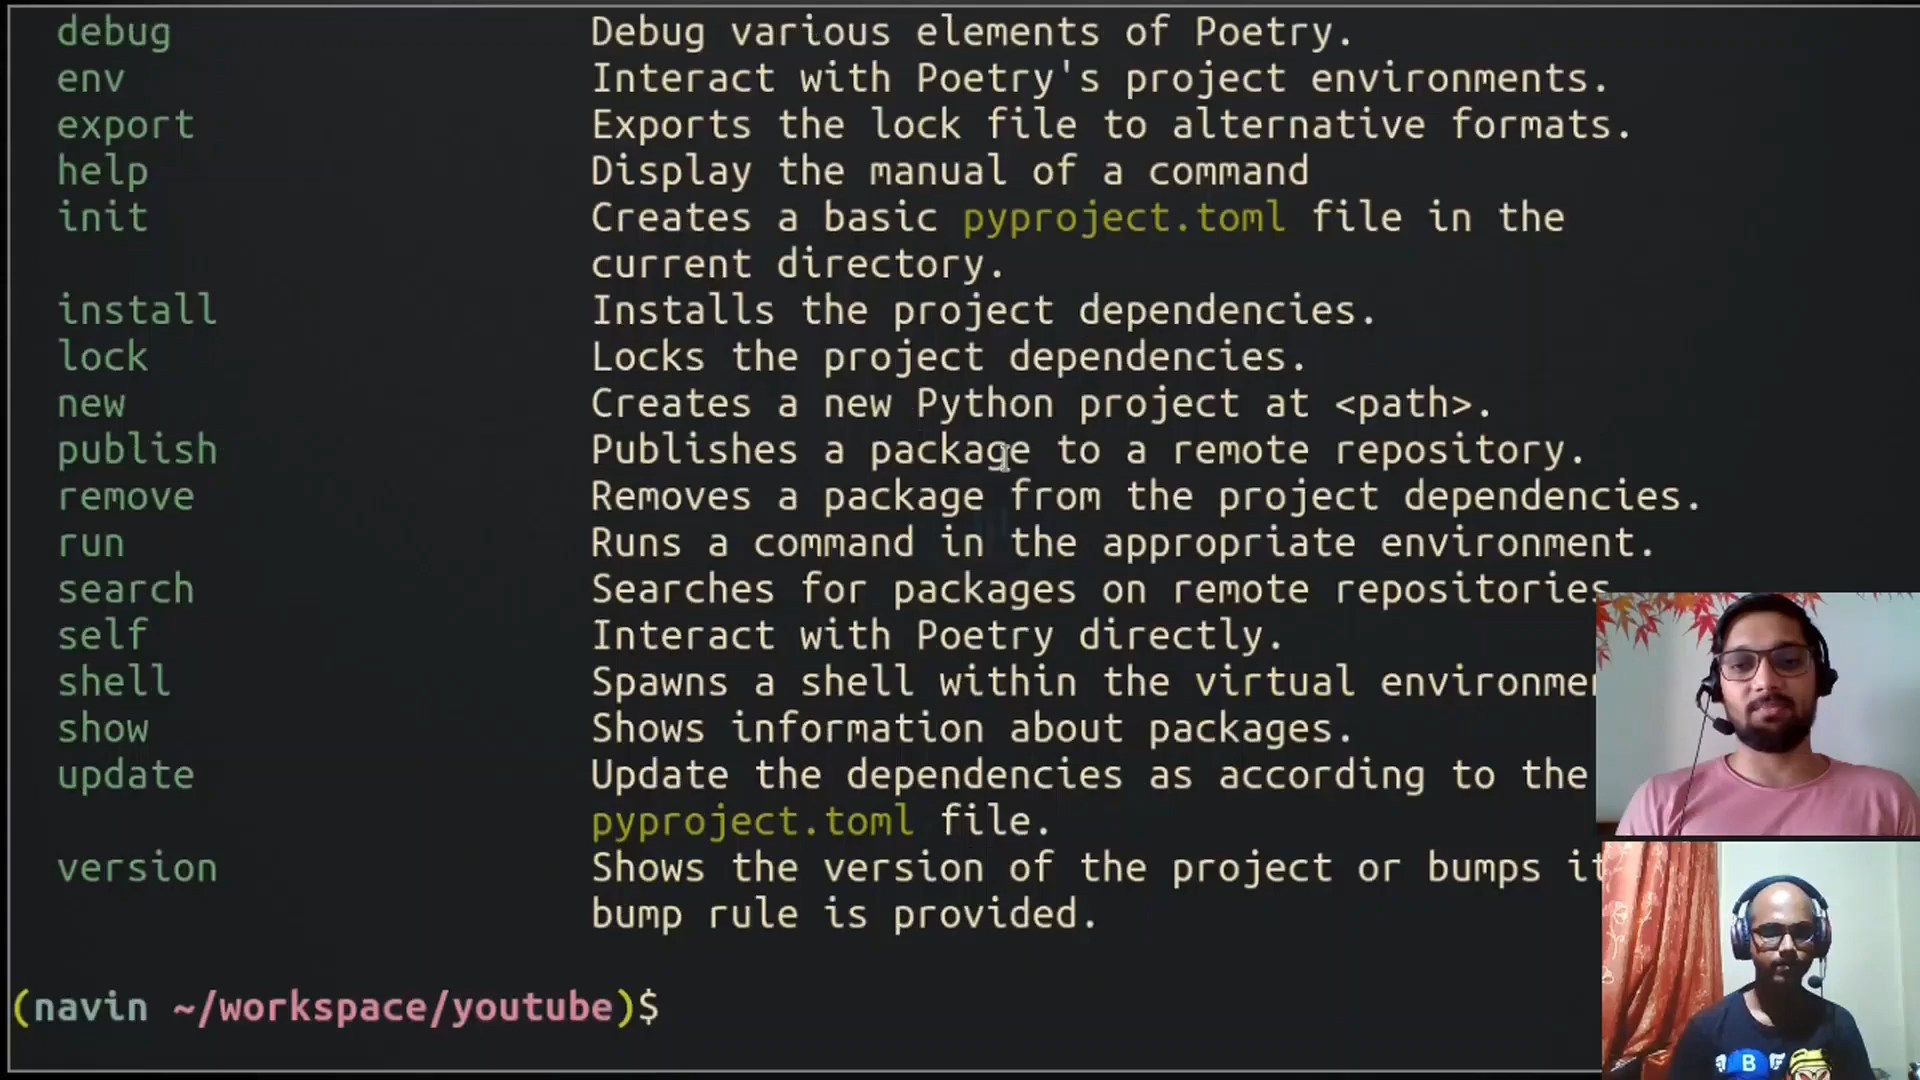 debug Debug various elements of Poetry.
env Interact with Poetry's project environments.
export Exports the lock file to alternative formats.
help Display the manual of a command
init Creates a basic pyproject.toml file in the
current directory.
install Installs the project dependencies.
lock Locks the project dependencies.
new Creates a new Python project at <path>.
publish Publishes a package to a remote repository.
remove Removes a package from the project dependencies.
run Runs a command in the appropriate environment.
search Searches for packages on remote repositories
self Interact with Poetry directly.
shell Spawns a shell within the virtual
show Shows information about packages.
update Update the dependencies as according to the
pyproject.toml file.
version Shows the version of the project or bumps
bump rule is provided.
(navin ~/workspace/youtube)$
B